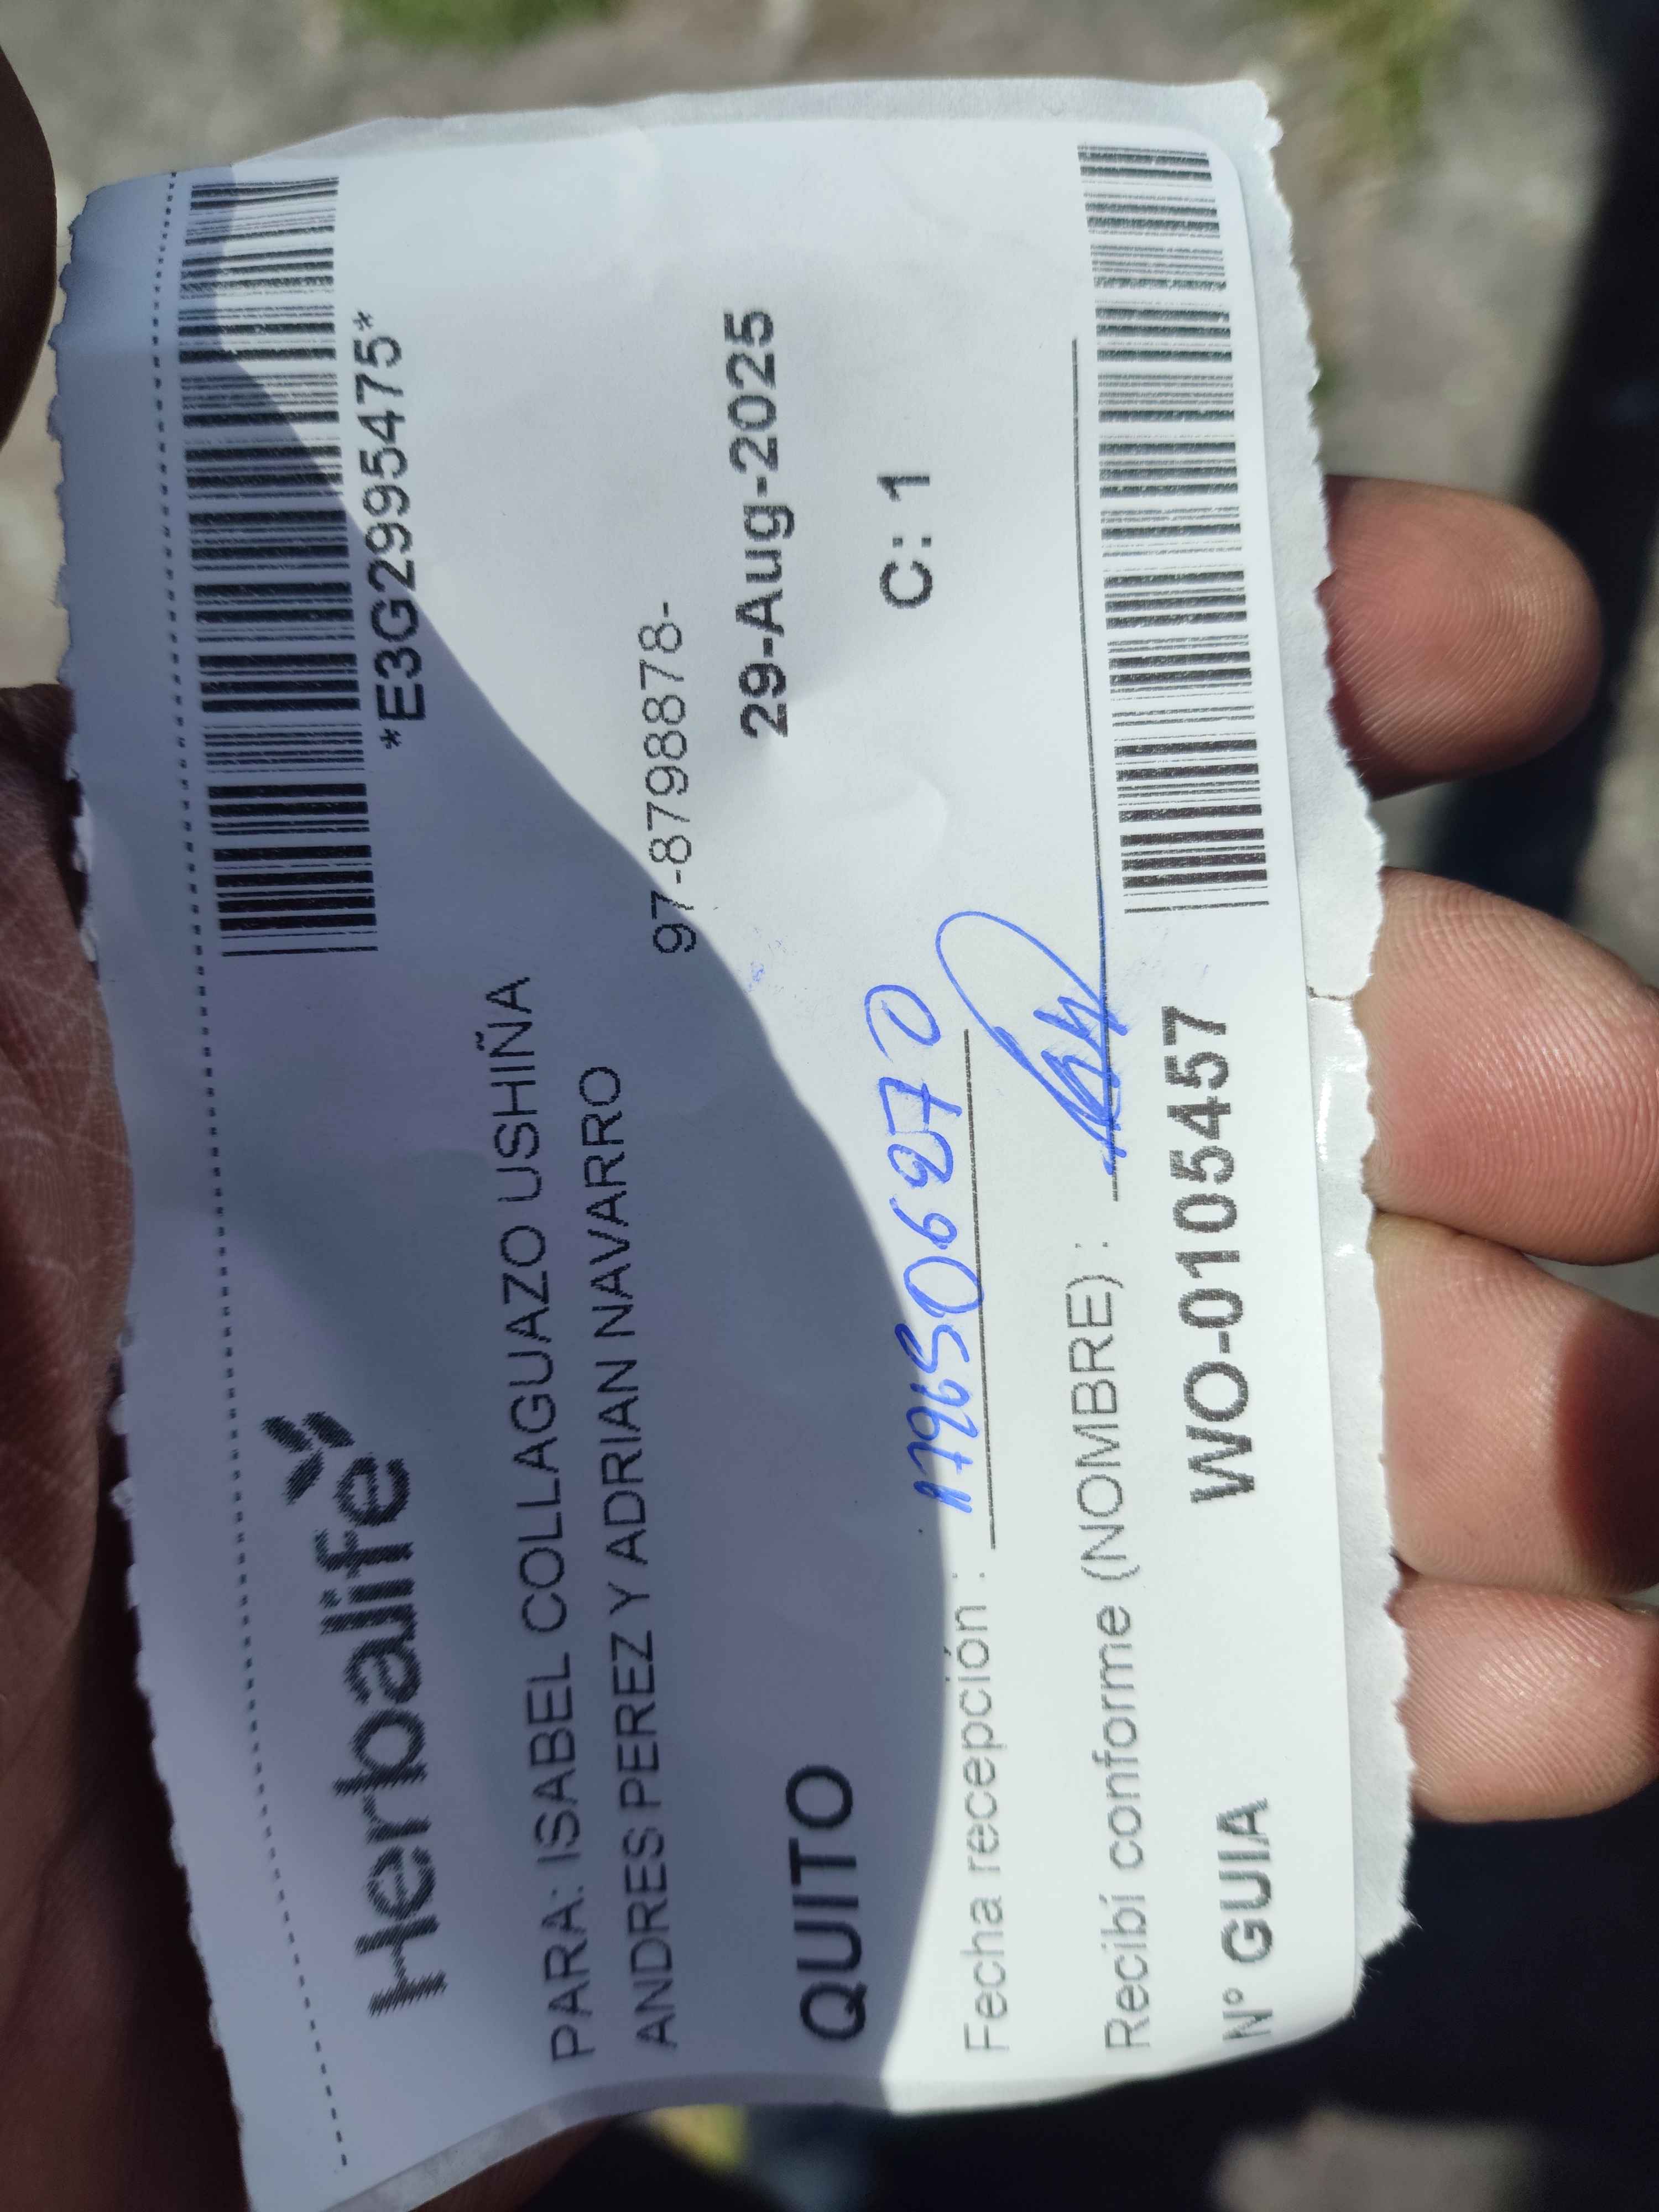 Herbalife
*E3G2995475*
PARA: ISABEL COLLAGUAZO USHIÑA
ANDRES PEREZ Y ADRIAN NAVARRO
97-8798878-
QUITO
29-Aug-2025
C: 1
Fecha recepción :
Recibí conforme (NOMBRE) :
N° GUIA WO-0105457